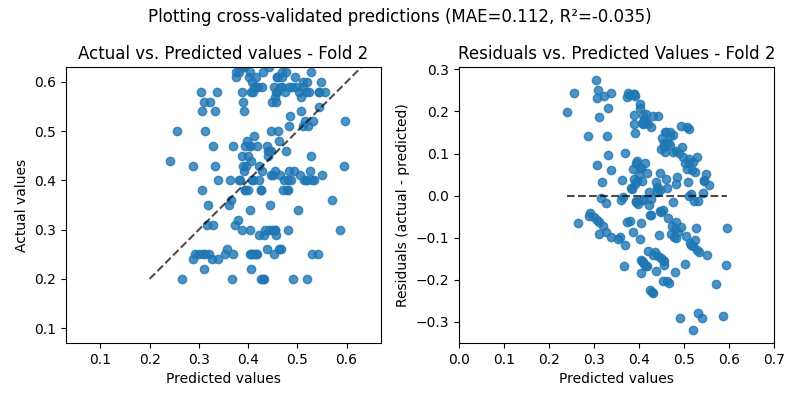 Plotting cross-validated predictions (MAE=0.112, R²=-0.035)
Actual vs. Predicted values - Fold 2
Actual values
0.6
0.5
0.4
0.3
0.2
0.1
0.1 0.2 0.3 0.4 0.5 0.6
Predicted values
Residuals vs. Predicted Values - Fold 2
Residuals (actual - predicted)
0.3
0.2
0.1
0.0
−0.1
−0.2
−0.3
0.0 0.1 0.2 0.3 0.4 0.5 0.6 0.7
Predicted values